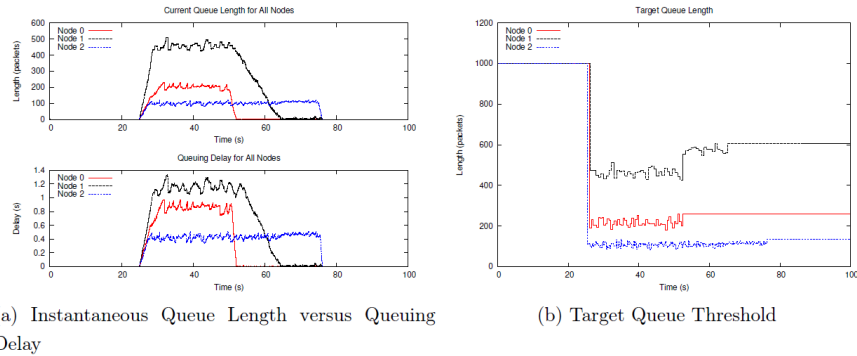 Current Queue Length for All Nodes
Length (packets)
600
500
400
300
200
100
0
Node 0
Node 1
Node 2
0 20 40 60 80 100
Time (s)
Queuing Delay for All Nodes
Delay (s)
1.4
1.2
1
0.8
0.6
0.4
0.2
0
Node 0
Node 1
Node 2
0 20 40 60 80 100
Time (s)
a) Instantaneous Queue Length versus Queuing
Delay
Target Queue Length
Length (packets)
1200
1000
800
600
400
200
0
Node 0
Node 1
Node 2
0 20 40 60 80 100
Time (s)
(b) Target Queue Threshold